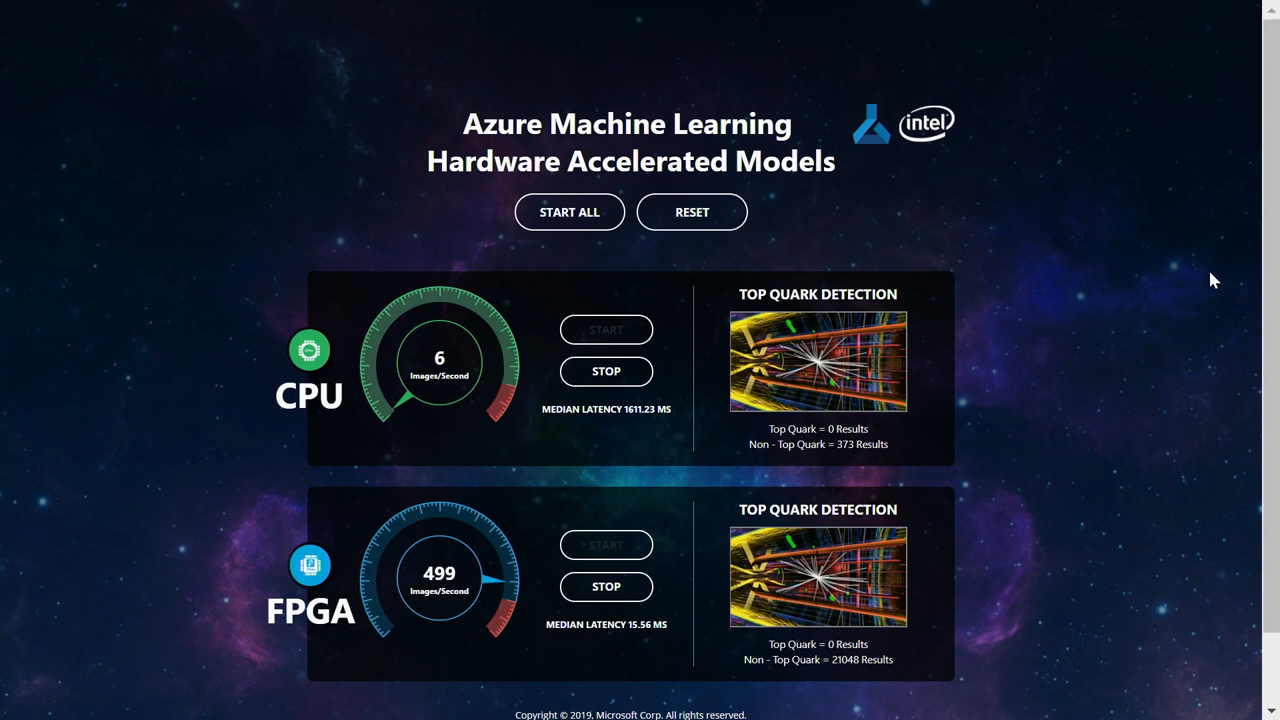 Azure Machine Learning
Hardware Accelerated Models
intel
START ALL
RESET
CPU
6
Images/Second
START
STOP
MEDIAN LATENCY 1611.23 MS
TOP QUARK DETECTION
Top Quark = 0 Results
Non - Top Quark = 373 Results
FPGA
499
Images/Second
START
STOP
MEDIAN LATENCY 15.56 MS
TOP QUARK DETECTION
Top Quark = 0 Results
Non - Top Quark = 21048 Results
Copyright © 2019, Microsoft Corp. All rights reserved.